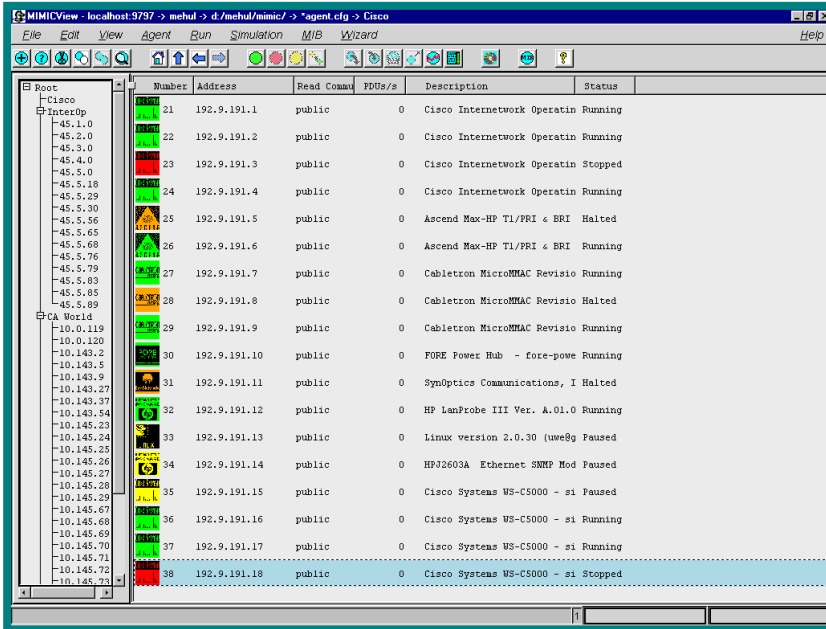 MIMICView - localhost:9797 -> mehul -> d:/mehul/mimic/ -> *agent.cfg -> Cisco
File Edit View Agent Run Simulation MIB Wizard Help
Root
Cisco
InterOp
45.1.0
45.2.0
45.3.0
45.4.0
45.5.0
45.5.18
45.5.29
45.5.30
45.5.56
45.5.65
45.5.68
45.5.76
45.5.79
45.5.83
45.5.85
45.5.89
CA World
10.0.119
10.0.120
10.143.2
10.143.5
10.143.9
10.143.27
10.143.37
10.143.54
10.145.23
10.145.24
10.145.25
10.145.26
10.145.27
10.145.28
10.145.29
10.145.67
10.145.68
10.145.69
10.145.70
10.145.71
10.145.72
10.145.73
Number Address Read Commu PDUs/s Description Status
21 192.9.191.1 public 0 Cisco Internetwork Operatin Running
22 192.9.191.2 public 0 Cisco Internetwork Operatin Running
23 192.9.191.3 public 0 Cisco Internetwork Operatin Stopped
24 192.9.191.4 public 0 Cisco Internetwork Operatin Running
25 192.9.191.5 public 0 Ascend Max-HP T1/PRI & BRI Halted
26 192.9.191.6 public 0 Ascend Max-HP T1/PRI & BRI Running
27 192.9.191.7 public 0 Cabletron MicroMMAC Revisio Running
28 192.9.191.8 public 0 Cabletron MicroMMAC Revisio Halted
29 192.9.191.9 public 0 Cabletron MicroMMAC Revisio Running
30 192.9.191.10 public 0 FORE Power Hub - fore-powe Running
31 192.9.191.11 public 0 SynOptics Communications, I Halted
32 192.9.191.12 public 0 HP LanProbe III Ver. A.01.0 Running
33 192.9.191.13 public 0 Linux version 2.0.30 (uwe@g Paused
34 192.9.191.14 public 0 HPJ2603A Ethernet SNMP Mod Paused
35 192.9.191.15 public 0 Cisco Systems WS-C5000 - si Paused
36 192.9.191.16 public 0 Cisco Systems WS-C5000 - si Running
37 192.9.191.17 public 0 Cisco Systems WS-C5000 - si Running
38 192.9.191.18 public 0 Cisco Systems WS-C5000 - si Stopped
1